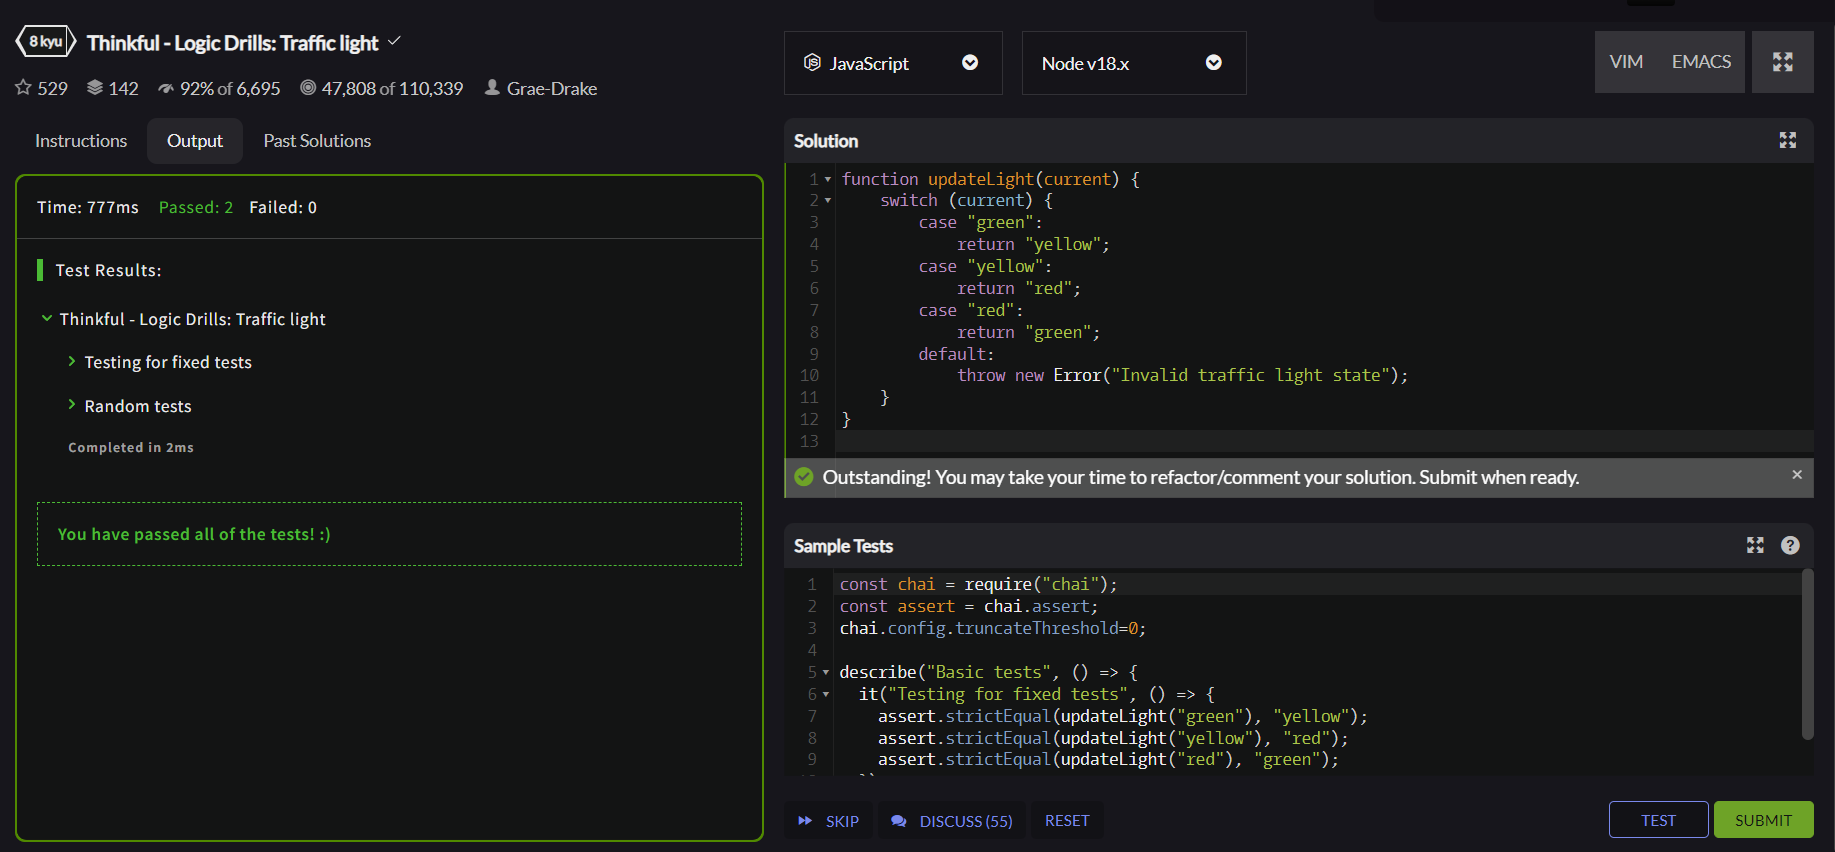 8 kyu Thinkful - Logic Drills: Traffic light
529 142 92% of 6,695 47,808 of 110,339 Grae-Drake
Instructions Output Past Solutions
Time: 777ms Passed: 2 Failed: 0
Test Results:
Thinkful - Logic Drills: Traffic light
Testing for fixed tests
Random tests
Completed in 2ms
You have passed all of the tests! :)
JavaScript Node v18.x VIM EMACS
Solution
1 function updateLight(current) {
2     switch (current) {
3         case "green":
4             return "yellow";
5         case "yellow":
6             return "red";
7         case "red":
8             return "green";
9         default:
10             throw new Error("Invalid traffic light state");
11     }
12 }
13
Outstanding! You may take your time to refactor/comment your solution. Submit when ready. ×
Sample Tests ?
1 const chai = require("chai");
2 const assert = chai.assert;
3 chai.config.truncateThreshold=0;
4
5 describe("Basic tests", () => {
6   it("Testing for fixed tests", () => {
7     assert.strictEqual(updateLight("green"), "yellow");
8     assert.strictEqual(updateLight("yellow"), "red");
9     assert.strictEqual(updateLight("red"), "green");
SKIP DISCUSS (55) RESET TEST SUBMIT